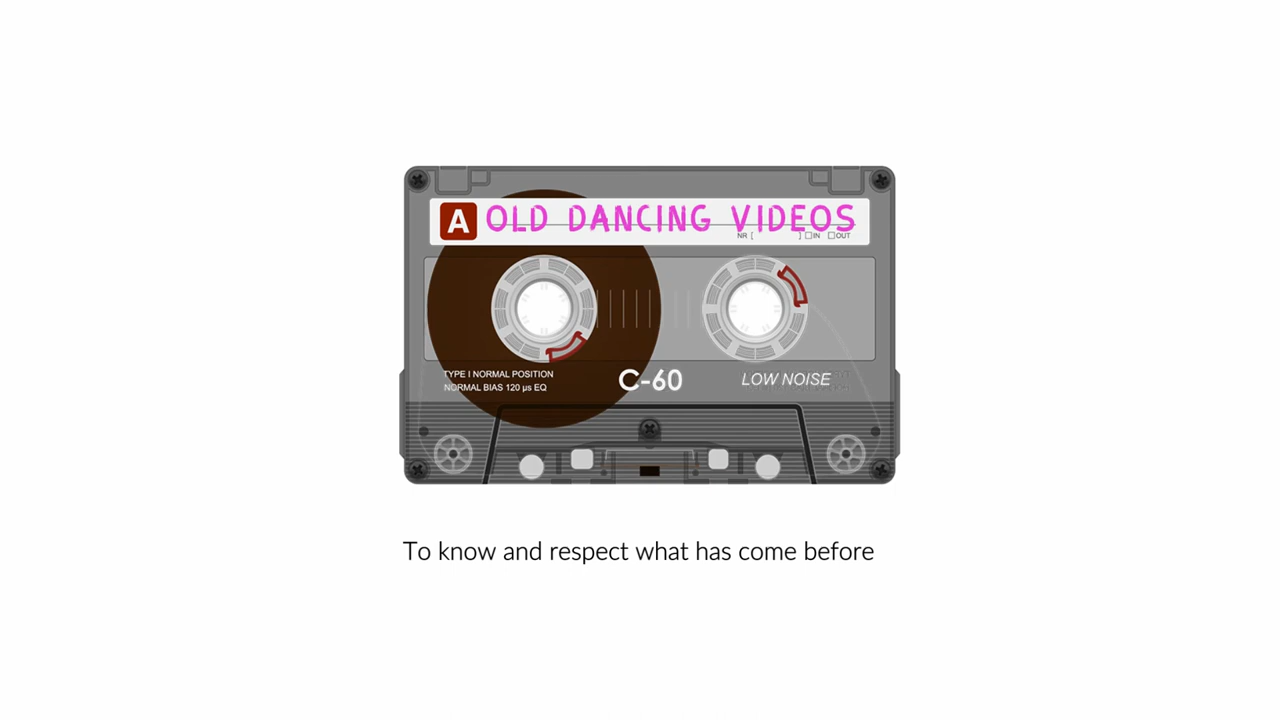 A OLD DANCING VIDEOS
NR [ ] IN OUT
TYPE I NORMAL POSITION
NORMAL BIAS 120 µs EQ
C-60
LOW NOISE
To know and respect what has come before